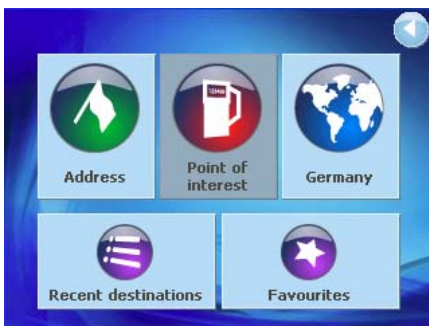 Address
Point of
interest
Germany
Recent destinations
Favourites